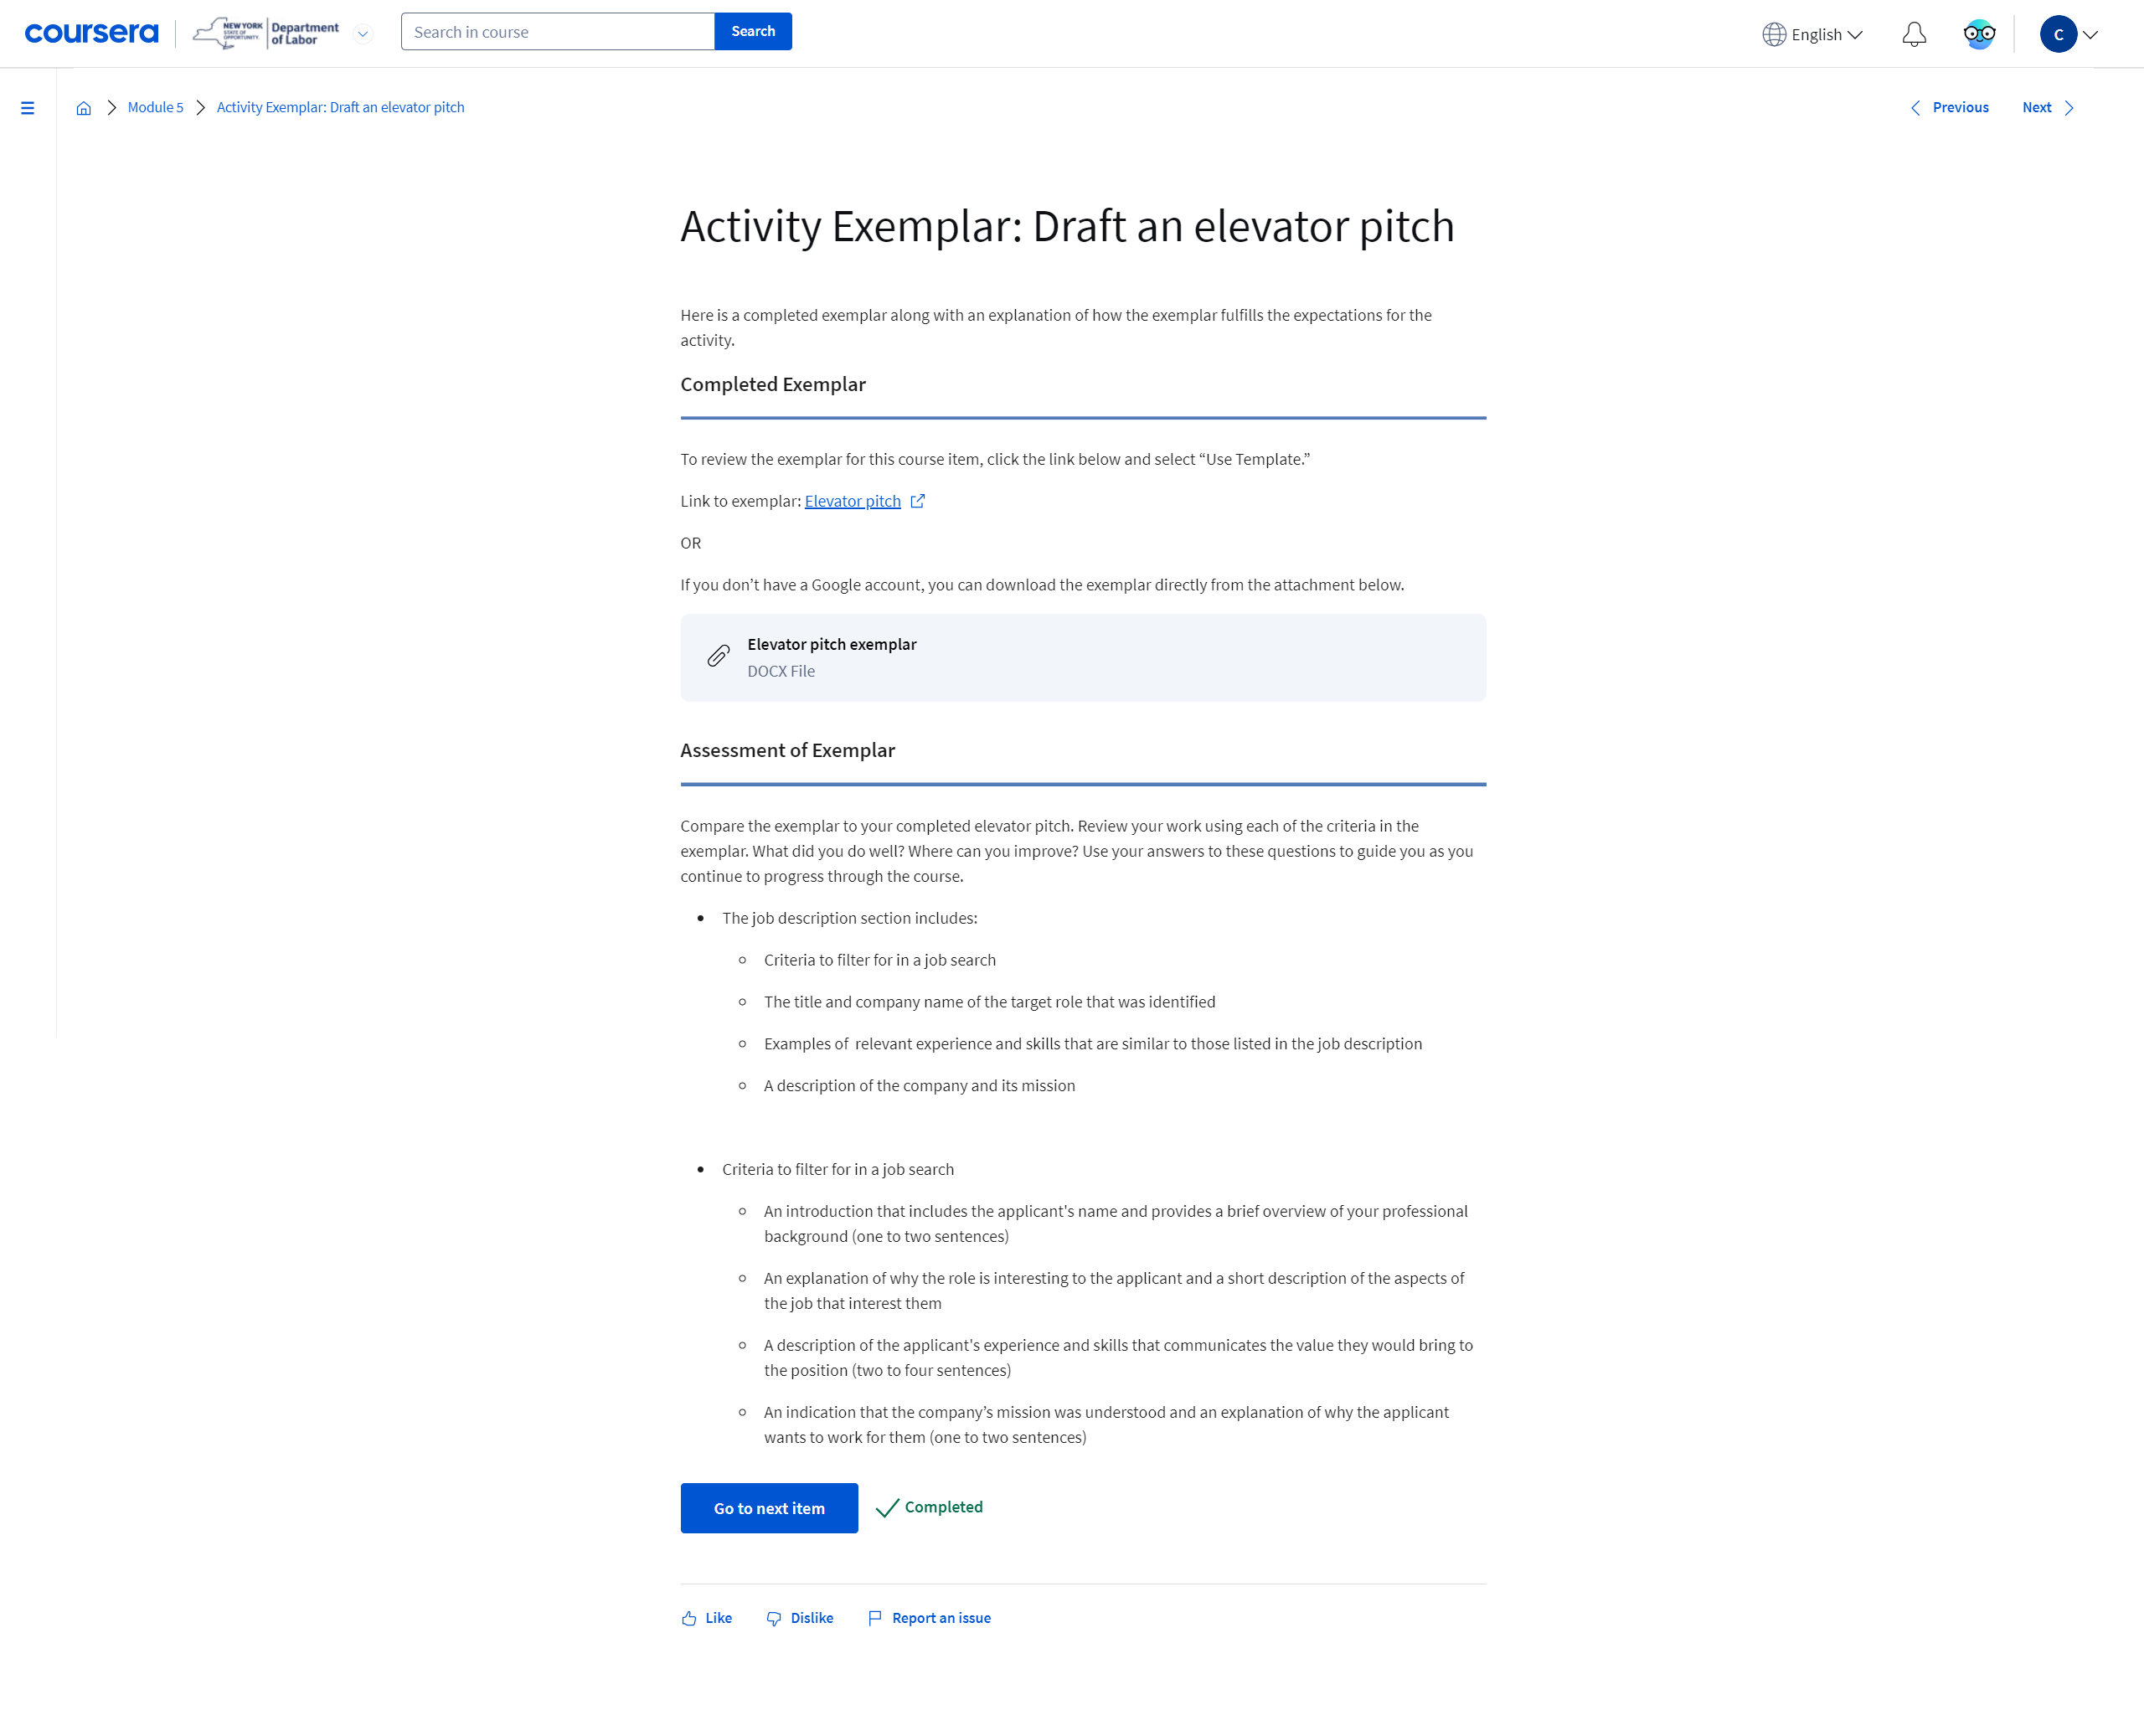 coursera
NEW YORK
STATE OF
OPPORTUNITY.
Department
of Labor
Search in course
Search
English
C
Module 5
Activity Exemplar: Draft an elevator pitch
Previous
Next
Activity Exemplar: Draft an elevator pitch
Here is a completed exemplar along with an explanation of how the exemplar fulfills the expectations for the
activity.
Completed Exemplar
To review the exemplar for this course item, click the link below and select “Use Template.”
Link to exemplar: Elevator pitch
OR
If you don’t have a Google account, you can download the exemplar directly from the attachment below.
Elevator pitch exemplar
DOCX File
Assessment of Exemplar
Compare the exemplar to your completed elevator pitch. Review your work using each of the criteria in the
exemplar. What did you do well? Where can you improve? Use your answers to these questions to guide you as you
continue to progress through the course.
The job description section includes:
Criteria to filter for in a job search
The title and company name of the target role that was identified
Examples of  relevant experience and skills that are similar to those listed in the job description
A description of the company and its mission
Criteria to filter for in a job search
An introduction that includes the applicant's name and provides a brief overview of your professional
background (one to two sentences)
An explanation of why the role is interesting to the applicant and a short description of the aspects of
the job that interest them
A description of the applicant's experience and skills that communicates the value they would bring to
the position (two to four sentences)
An indication that the company’s mission was understood and an explanation of why the applicant
wants to work for them (one to two sentences)
Go to next item
Completed
Like
Dislike
Report an issue